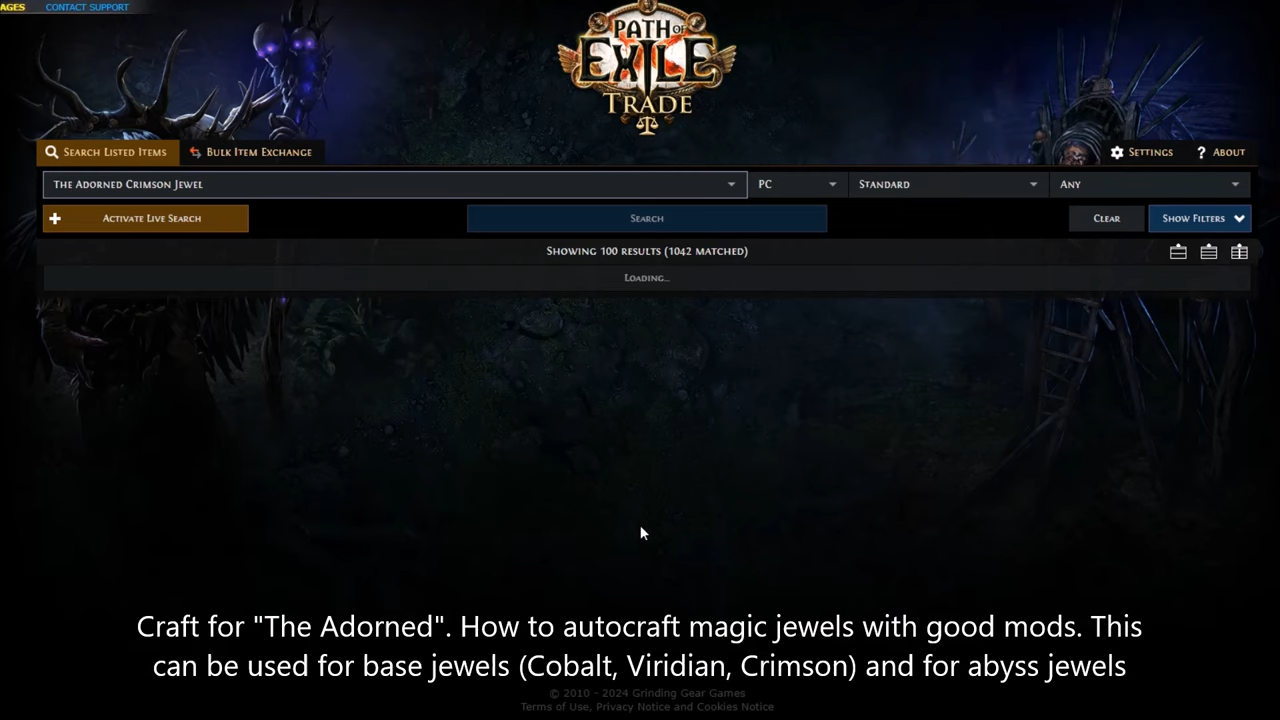 AGES CONTACT SUPPORT
PATH OF
EXILE
TRADE
SEARCH LISTED ITEMS BULK ITEM EXCHANGE SETTINGS ? ABOUT
THE ADORNED CRIMSON JEWEL PC STANDARD ANY
+ ACTIVATE LIVE SEARCH SEARCH CLEAR SHOW FILTERS
SHOWING 100 RESULTS (1042 MATCHED)
LOADING...
Craft for "The Adorned". How to autocraft magic jewels with good mods. This
can be used for base jewels (Cobalt, Viridian, Crimson) and for abyss jewels
© 2010 - 2024 Grinding Gear Games
Terms of Use, Privacy Notice and Cookies Notice